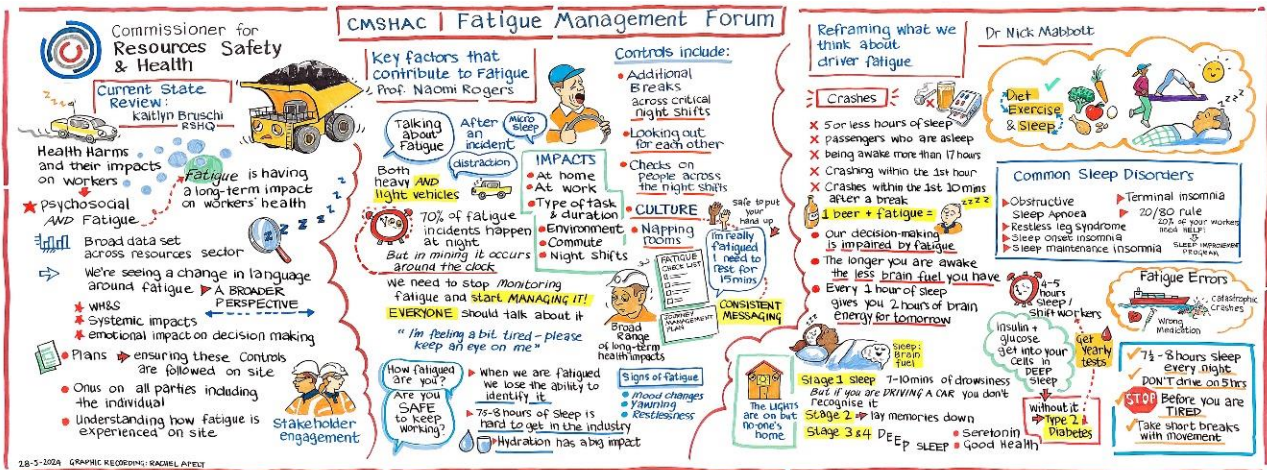 CMSHAC | Fatigue Management Forum
Commissioner for
Resources Safety
& Health
Current State
Review:
Kaitlyn Bruschi
RSHQ
Health Harms
and their impacts
on workers
Psychosocial
AND Fatigue
Fatigue is having
a long-term impact
on workers' health
Broad data set
across resources sector
We're seeing a change in language
around fatigue
A BROADER
PERSPECTIVE
WH&S
Systemic impacts
emotional impact on decision making
Plans → ensuring these Controls
are followed on site
Onus on all parties including
the individual
Understanding how fatigue is
experienced on site
Stakeholder
engagement
28-5-2024 GRAPHIC RECORDING: RACHEL APELT
Key factors that
contribute to Fatigue
Prof. Naomi Rogers
Talking
about
Fatigue
After
an
incident
Micro
sleep
distraction
Both
heavy AND
light vehicles
IMPACTS
At home
At work
Type of task
& duration
Environment
Commute
Night shifts
70% of fatigue
incidents happen
at night
But in mining it occurs
around the clock
We need to stop monitoring
fatigue and start MANAGING IT!
EVERYONE should talk about it
"I'm feeling a bit tired - please
keep an eye on me"
How fatigued
are you?
Are you
SAFE
to keep
working?
When we are fatigued
we lose the ability to
identify it
7.5-8 hours of sleep is
hard to get in the industry
Hydration has a big impact
Controls include:
Additional
Breaks
across critical
night shifts
Looking out
for each other
Checks on
people across
the night shifts
CULTURE
Napping
rooms
safe to put
your
hand up
I'm really
fatigued
I need to
rest for
15 mins
FATIGUE
CHECK LIST
JOURNEY
MANAGEMENT
PLAN
CONSISTENT
MESSAGING
Broad
Range
of long-term
health impacts
Signs of fatigue
Mood changes
yawning
Restlessness
Reframing what we
think about
driver fatigue
Dr Nick Mabbott
Crashes
5 or less hours of sleep
passengers who are asleep
being awake more than 17 hours
Crashing within the 1st hour
Crashes within the 1st 10 mins
after a break
1 beer + fatigue =
Our decision-making
is impaired by fatigue
The longer you are awake
the less brain fuel you have
Every 1 hour of sleep
gives you 2 hours of brain
energy for tomorrow
Sleep:
Brain
fuel
The LIGHTS
are on but
no-one's
home
Stage 1 sleep 7-10 mins of drowsiness
But if you are DRIVING A CAR you don't
recognise it
Stage 2 → lay memories down
Stage 3 & 4 DEEP SLEEP
Seretonin
Good Health
Diet
Exercise
& Sleep
Common Sleep Disorders
Obstructive
Sleep Apnoea
Restless leg syndrome
Sleep onset insomnia
Sleep maintenance insomnia
Terminal insomnia
20/80 rule
20% of your workers
need HELP!
SLEEP IMPROVEMENT
PROGRAM
4-5
hours
Sleep/
Shift workers
insulin +
glucose
get into your
cells in
DEEP
Sleep
Get
yearly
tests
without it
Type 2
Diabetes
Fatigue Errors
Catastrophic
Crashes
Wrong
Medication
7½ - 8 hours sleep
every night
DON'T drive on 5 hrs
STOP Before you are
TIRED
Take short breaks
with movement